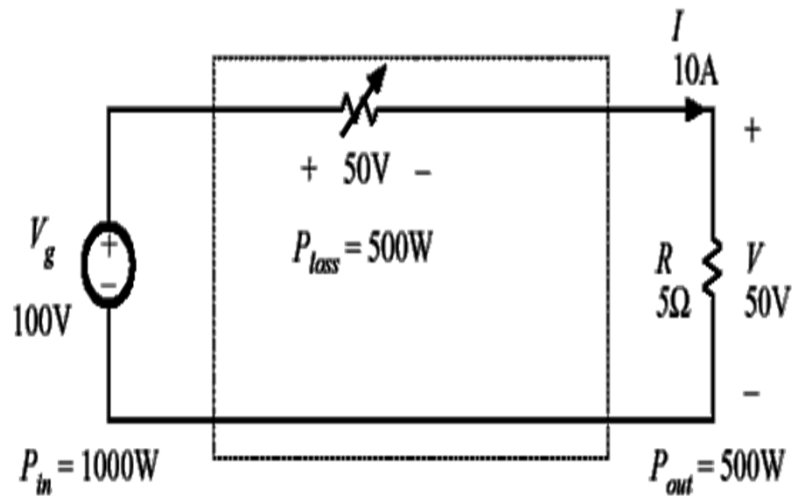 I
10A
+
+ 50V −
V_g
+
−
100V
P_loss = 500W
R
5Ω
V
50V
−
P_in = 1000W
P_out = 500W